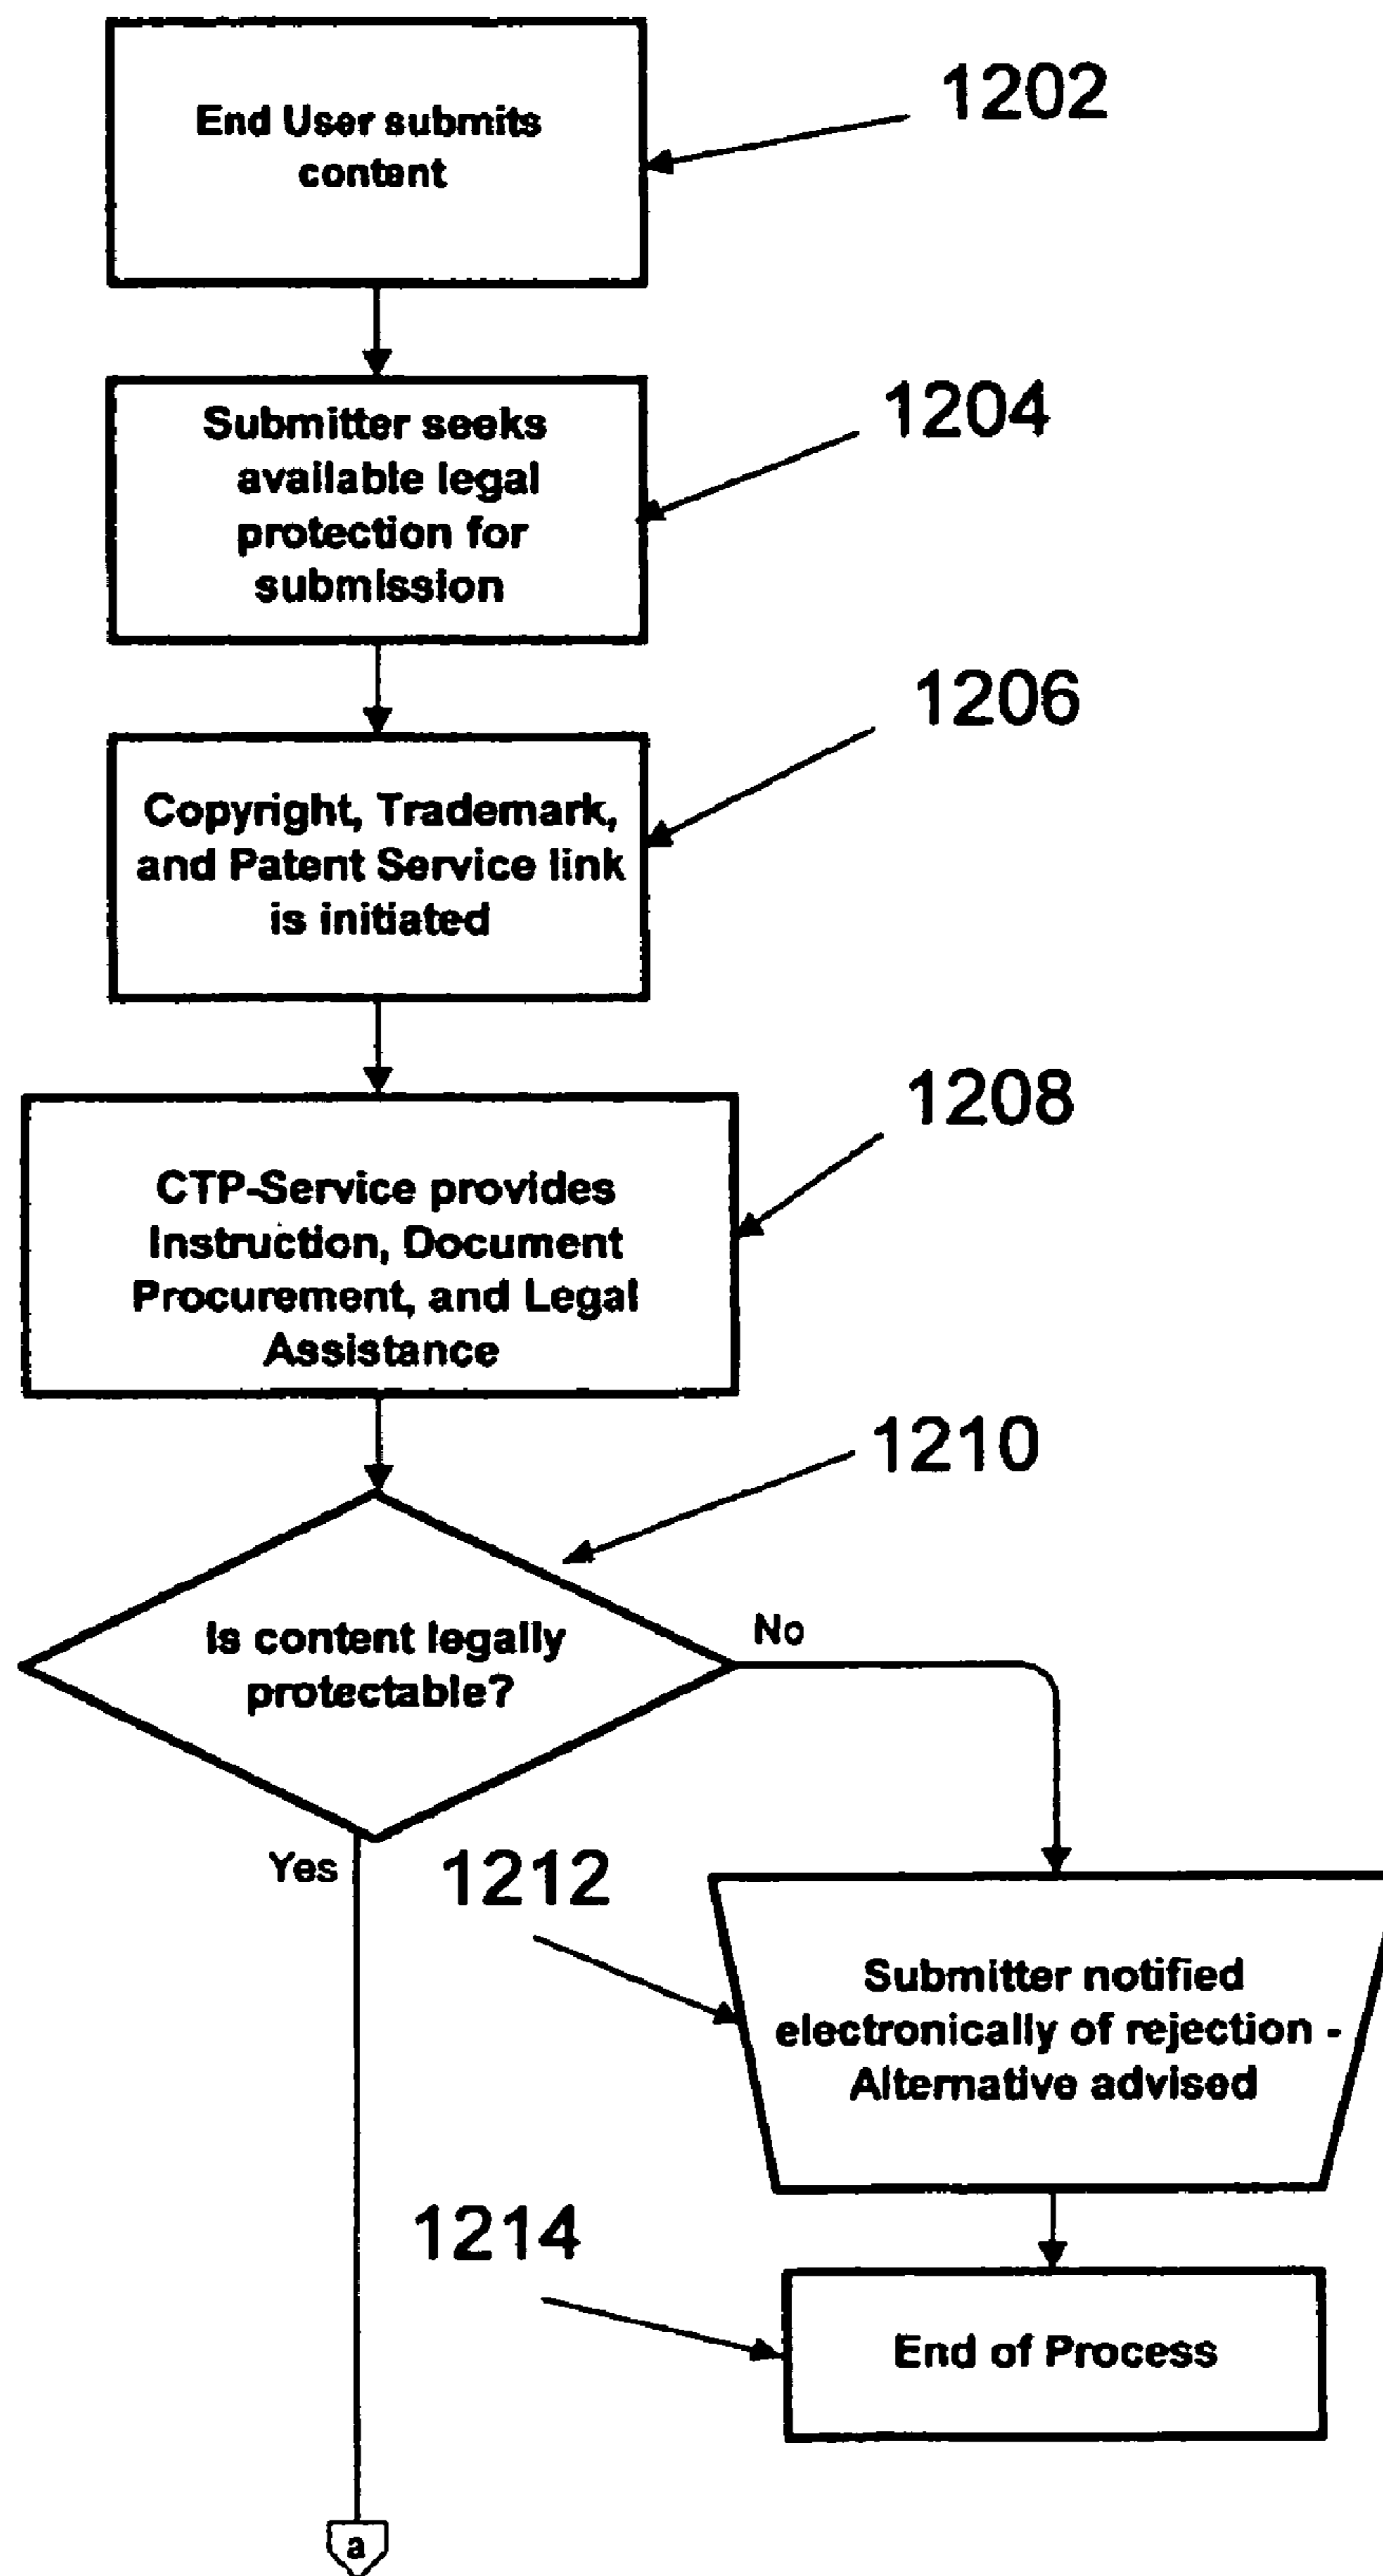 End User submits
content
1202
Submitter seeks
available legal
protection for
submission
1204
Copyright, Trademark,
and Patent Service link
is initiated
1206
CTP-Service provides
Instruction, Document
Procurement, and Legal
Assistance
1208
Is content legally
protectable?
1210
No
Yes
1212
Submitter notified
electronically of rejection -
Alternative advised
1214
End of Process
a